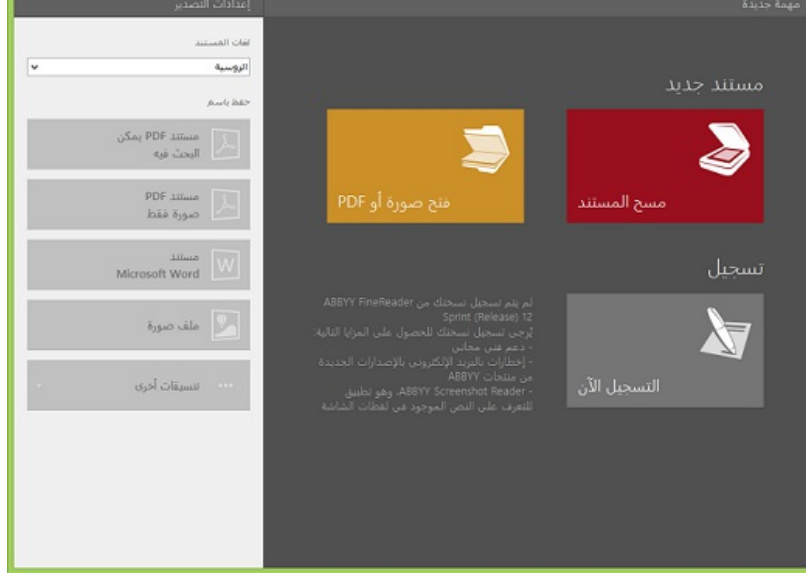 مهمة جديدة
مستند جديد
مسح المستند
فتح صورة أو PDF
تسجيل
التسجيل الآن
لم يتم تسجيل نسختك من ABBYY FineReader
12 Sprint (Release)
يُرجى تسجيل نسختك للحصول على المزايا التالية:
- دعم فني مجاني
- إخطارات بالبريد الإلكتروني بالإصدارات الجديدة
من منتجات ABBYY
- ABBYY Screenshot Reader، وهو تطبيق
للتعرف على النص الموجود في لقطات الشاشة
إعدادات التصدير
لغات المستند
الروسية
حفظ باسم
مستند PDF يمكن
البحث فيه
مستند PDF
صورة فقط
مستند
Microsoft Word
ملف صورة
تنسيقات أخرى